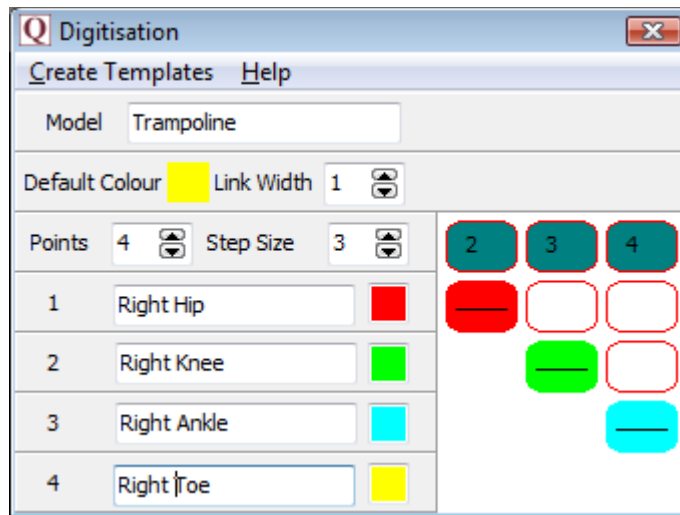 Q Digitisation
Create Templates Help
Model Trampoline
Default Colour Link Width 1
Points 4 Step Size 3 2 3 4
1 Right Hip
2 Right Knee
3 Right Ankle
4 Right Toe